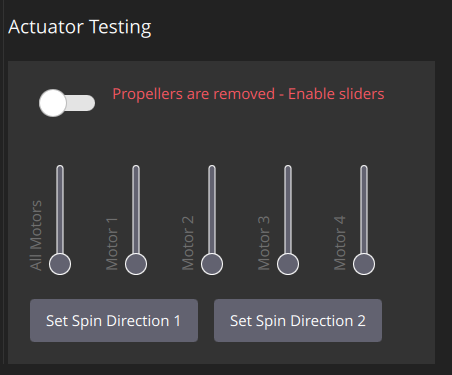 Actuator Testing
Propellers are removed - Enable sliders
All Motors
Motor 1
Motor 2
Motor 3
Motor 4
Set Spin Direction 1
Set Spin Direction 2